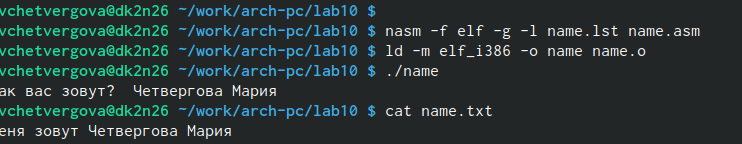 vchetvergova@dk2n26 ~/work/arch-pc/lab10 $
vchetvergova@dk2n26 ~/work/arch-pc/lab10 $ nasm -f elf -g -l name.lst name.asm
vchetvergova@dk2n26 ~/work/arch-pc/lab10 $ ld -m elf_i386 -o name name.o
vchetvergova@dk2n26 ~/work/arch-pc/lab10 $ ./name
ак вас зовут? Четвергова Мария
vchetvergova@dk2n26 ~/work/arch-pc/lab10 $ cat name.txt
еня зовут Четвергова Мария